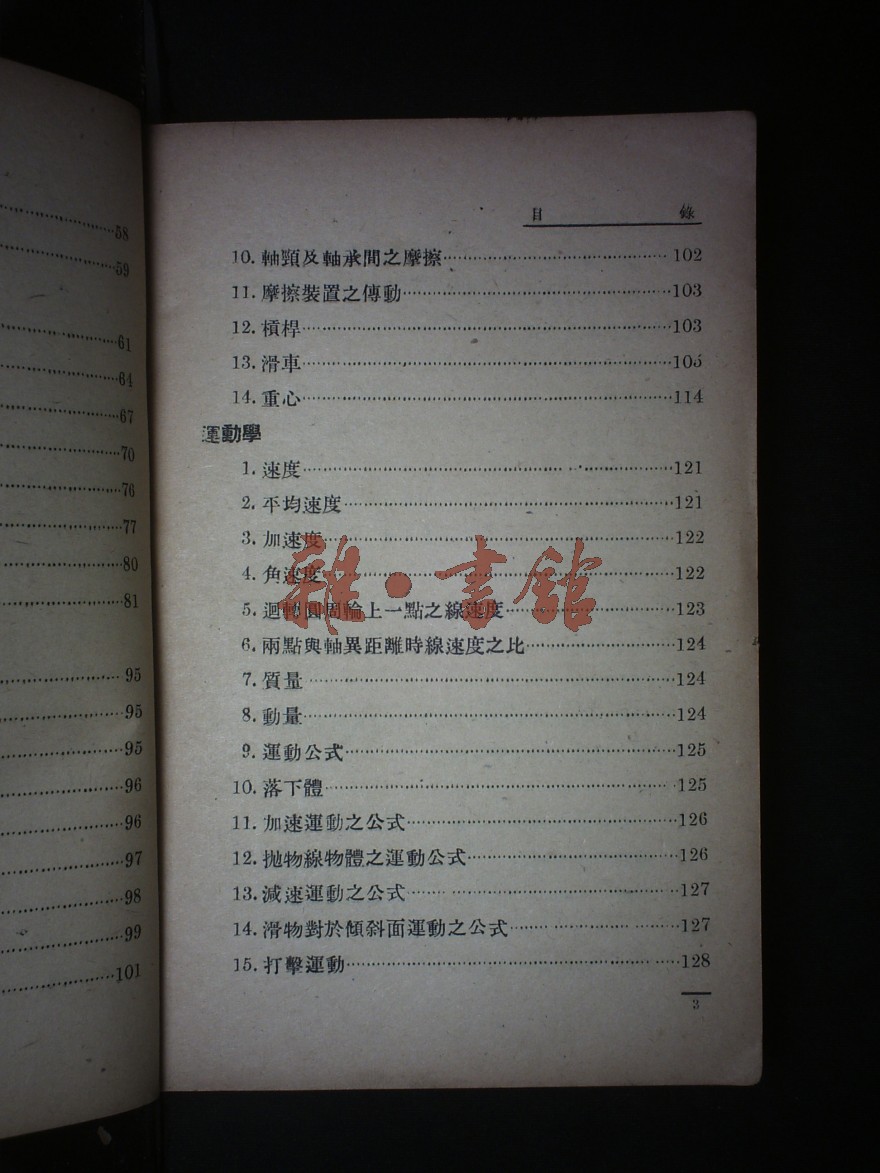 58
59
61
64
67
70
76
77
80
81
95
95
95
96
96
97
98
99
101
目 錄
10. 軸頸及軸承間之摩擦 102
11. 摩擦裝置之傳動 103
12. 槓桿 103
13. 滑車 105
14. 重心 114
運動學
1. 速度 121
2. 平均速度 121
3. 加速度 122
4. 角速度 122
5. 迴轉圓周輪上一點之線速度 123
6. 兩點與軸異距離時線速度之比 124
7. 質量 124
8. 動量 124
9. 運動公式 125
10. 落下體 125
11. 加速運動之公式 126
12. 拋物線物體之運動公式 126
13. 減速運動之公式 127
14. 滑物對於傾斜面運動之公式 127
15. 打擊運動 128
3
雜·書館